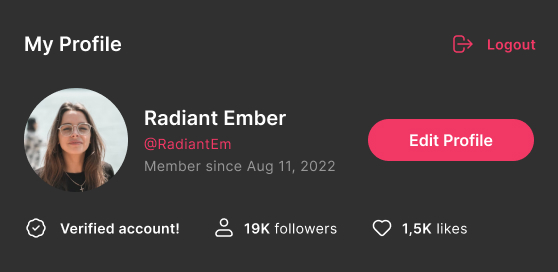 My Profile
Logout
Radiant Ember
@RadiantEm
Member since Aug 11, 2022
Edit Profile
Verified account!
19K followers
1,5K likes